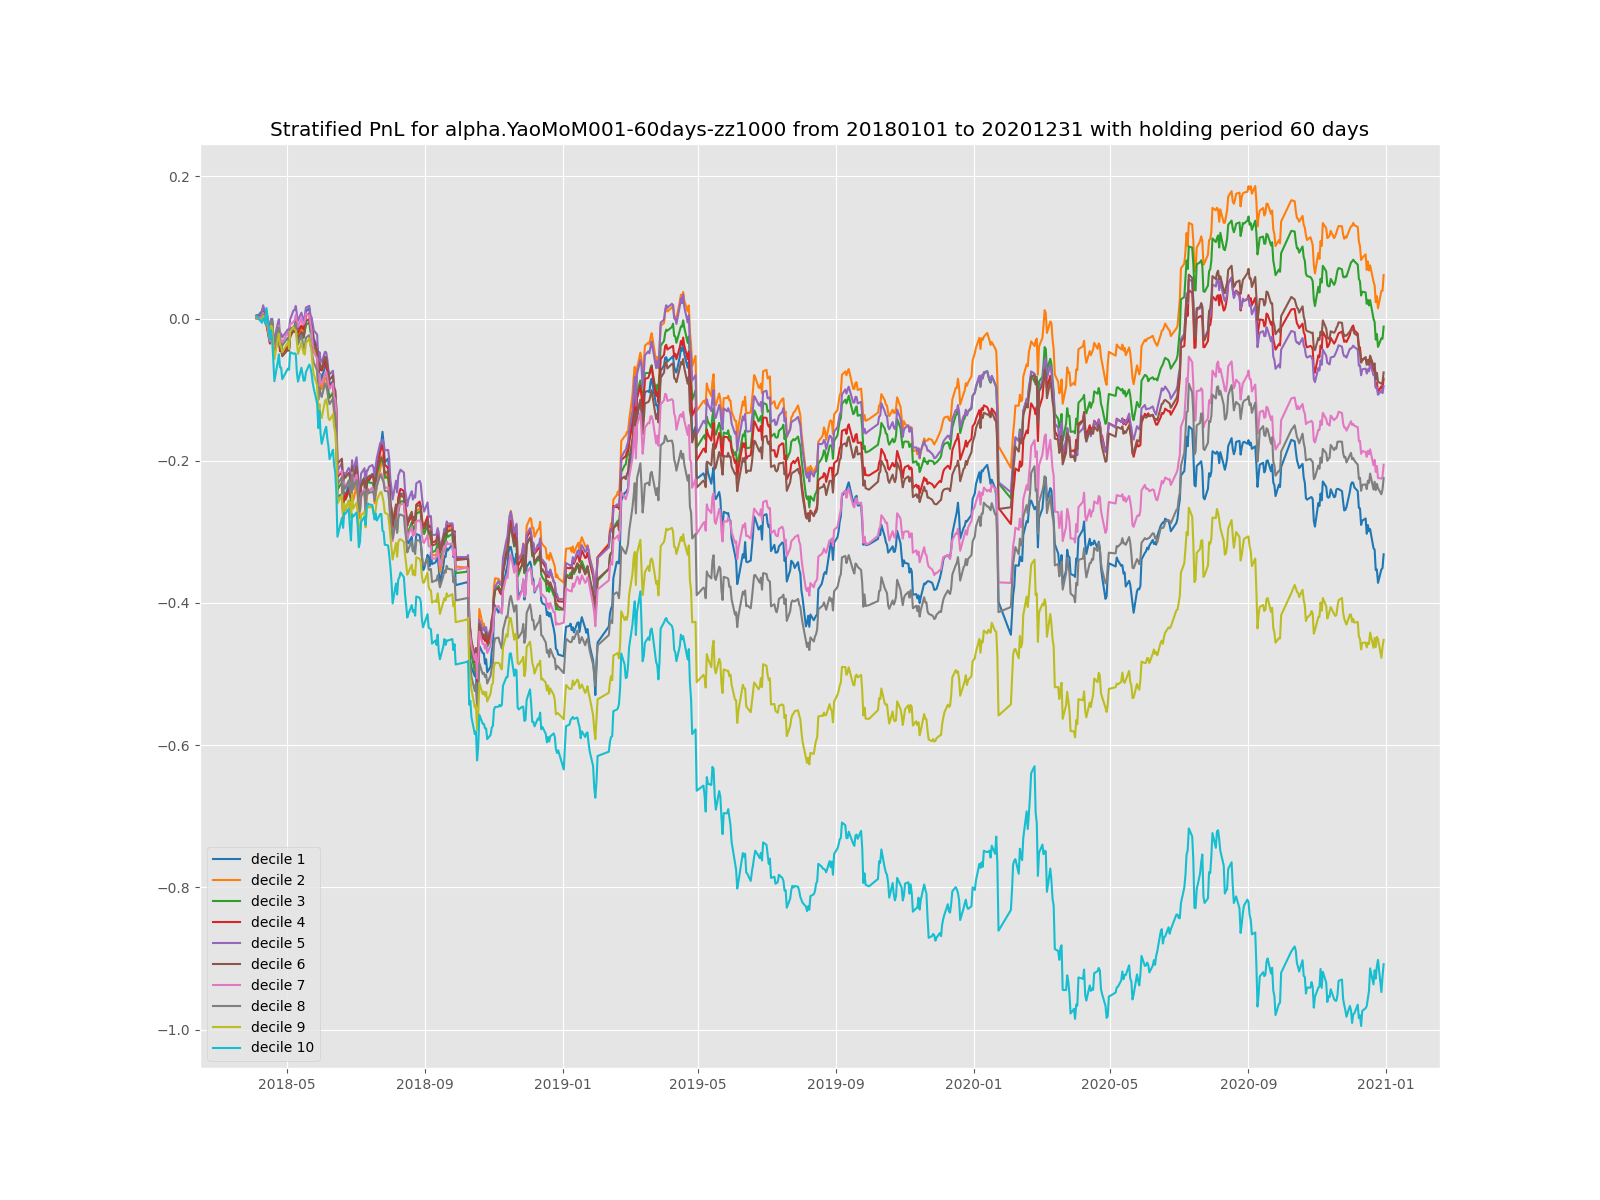 Stratified PnL for alpha.YaoMoM001-60days-zz1000 from 20180101 to 20201231 with holding period 60 days
0.2
0.0
−0.2
−0.4
−0.6
−0.8
−1.0
decile 1
decile 2
decile 3
decile 4
decile 5
decile 6
decile 7
decile 8
decile 9
decile 10
2018-05 2018-09 2019-01 2019-05 2019-09 2020-01 2020-05 2020-09 2021-01